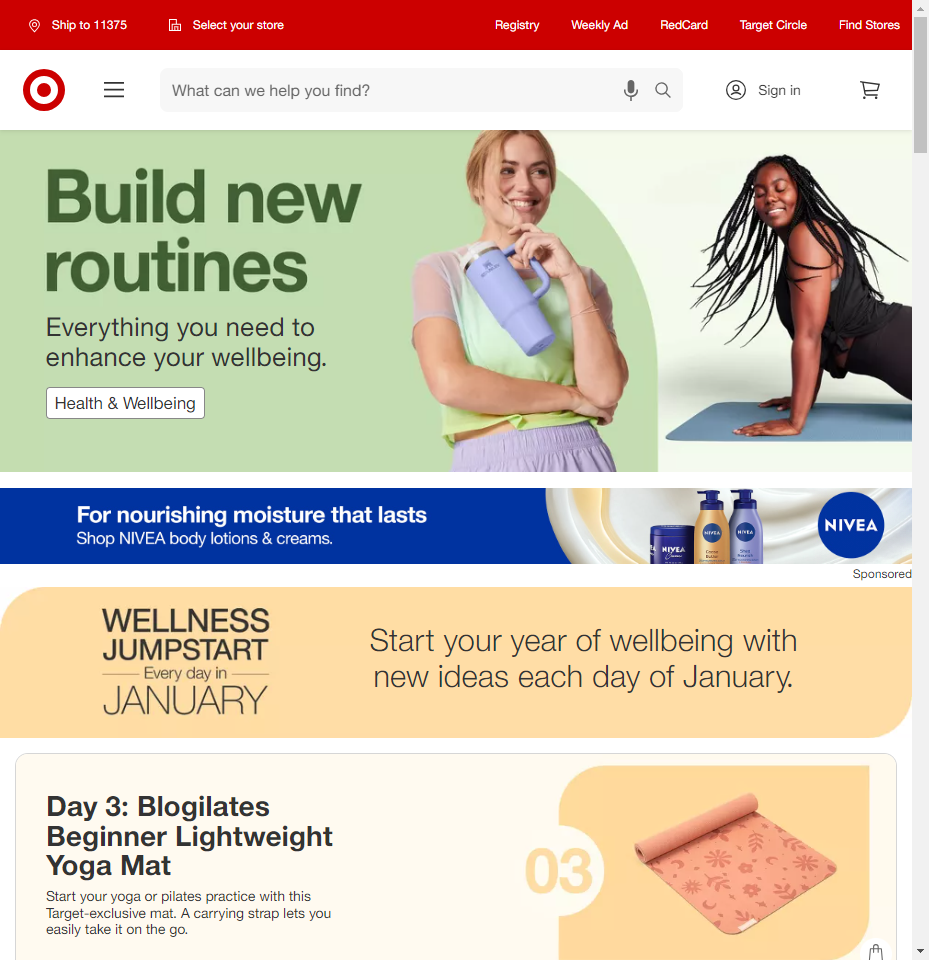 Ship to 11375
Select your store
Registry
Weekly Ad
RedCard
Target Circle
Find Stores
What can we help you find?
Sign in
Build new
routines
Everything you need to
enhance your wellbeing.
Health & Wellbeing
For nourishing moisture that lasts
Shop NIVEA body lotions & creams.
NIVEA
NIVEA
NIVEA
NIVEA
Sponsored
WELLNESS
JUMPSTART
Every day in
JANUARY
Start your year of wellbeing with
new ideas each day of January.
Day 3: Blogilates
Beginner Lightweight
Yoga Mat
Start your yoga or pilates practice with this
Target-exclusive mat. A carrying strap lets you
easily take it on the go.
03